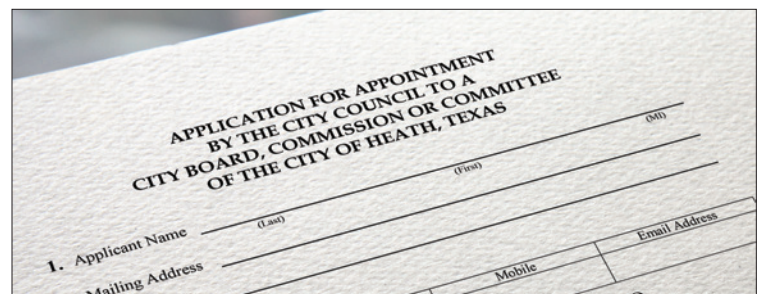 APPLICATION FOR APPOINTMENT
BY THE CITY COUNCIL TO A
CITY BOARD, COMMISSION OR COMMITTEE
OF THE CITY OF HEATH, TEXAS
1. Applicant Name
(Last) (First) (MI)
Mailing Address
Mobile Email Address